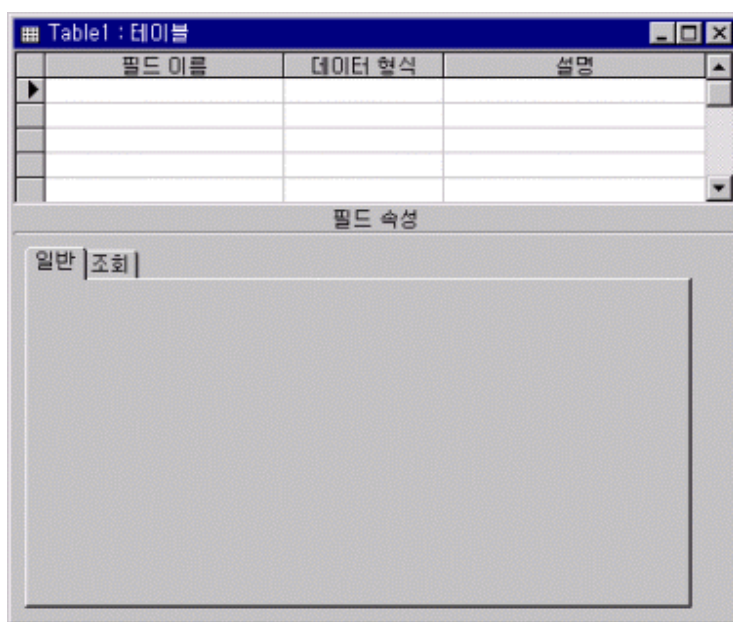 Table1 : 테이블
필드 이름 데이터 형식 설명
필드 속성
일반 조회